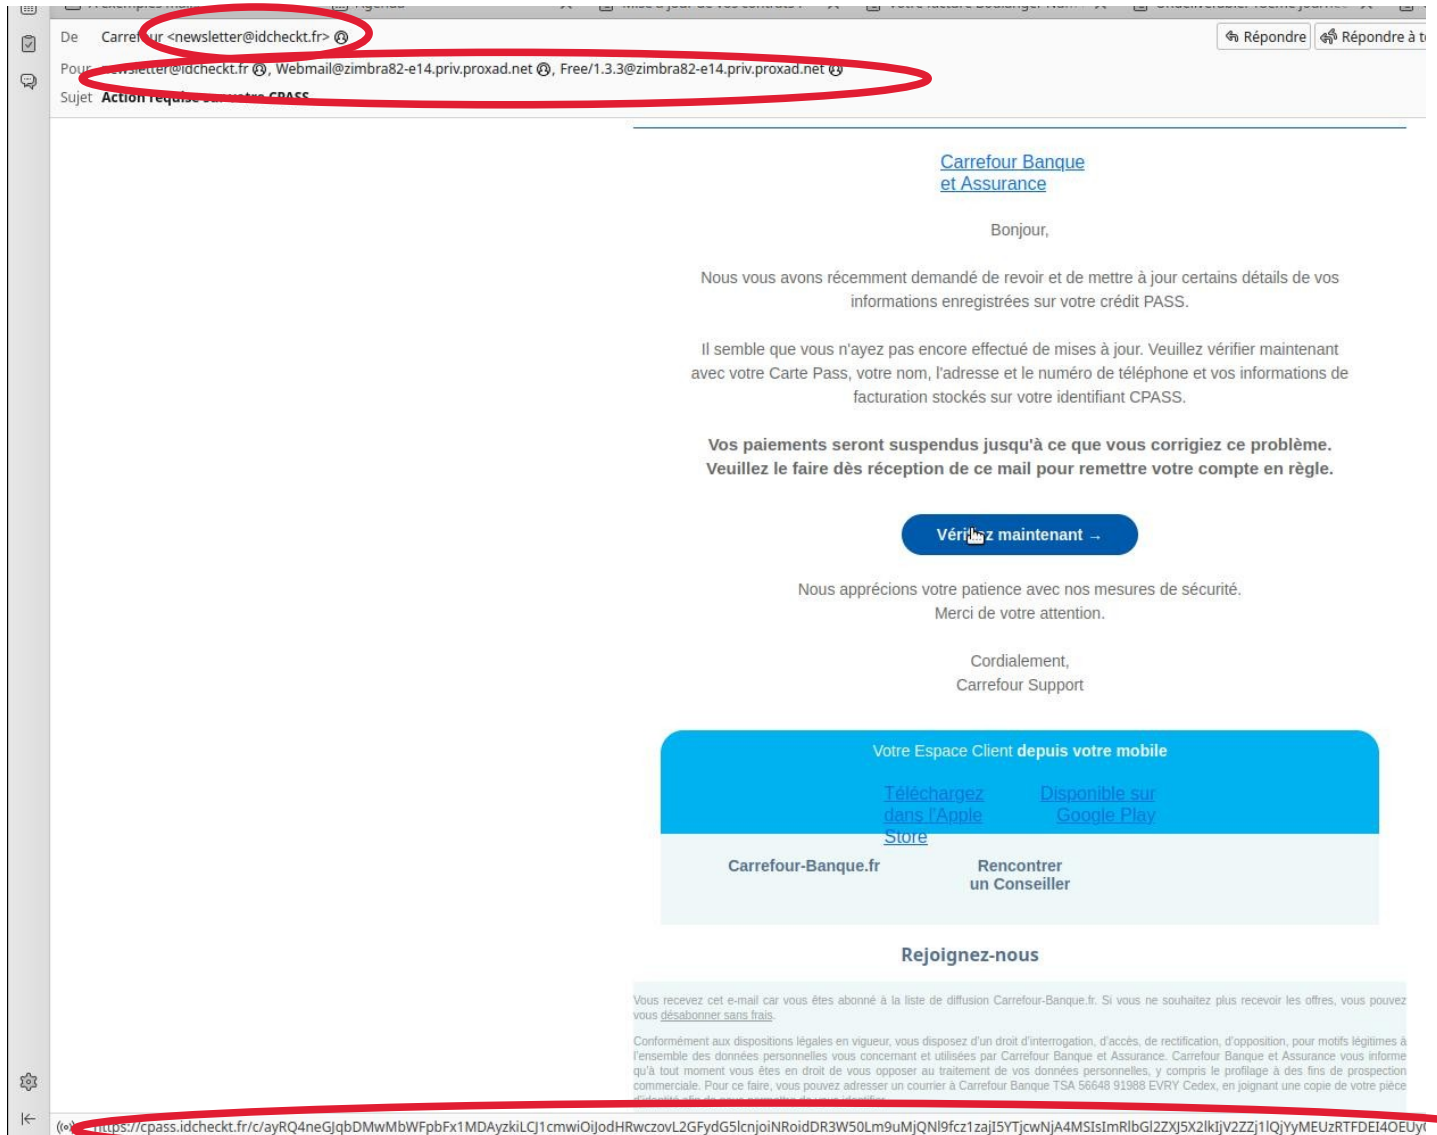 De Carrefour <newsletter@idcheckt.fr>
Répondre Répondre à
Pour newsletter@idcheckt.fr , Webmail@zimbra82-e14.priv.proxad.net , Free/1.3.3@zimbra82-e14.priv.proxad.net
Sujet Action requise sur votre CPASS
Carrefour Banque
et Assurance
Bonjour,
Nous vous avons récemment demandé de revoir et de mettre à jour certains détails de vos
informations enregistrées sur votre crédit PASS.
Il semble que vous n'ayez pas encore effectué de mises à jour. Veuillez vérifier maintenant
avec votre Carte Pass, votre nom, l'adresse et le numéro de téléphone et vos informations de
facturation stockés sur votre identifiant CPASS.
Vos paiements seront suspendus jusqu'à ce que vous corrigiez ce problème.
Veuillez le faire dès réception de ce mail pour remettre votre compte en règle.
Vérifiez maintenant →
Nous apprécions votre patience avec nos mesures de sécurité.
Merci de votre attention.
Cordialement,
Carrefour Support
Votre Espace Client depuis votre mobile
Téléchargez
dans l'Apple
Store
Disponible sur
Google Play
Carrefour-Banque.fr
Rencontrer
un Conseiller
Rejoignez-nous
Vous recevez cet e-mail car vous êtes abonné à la liste de diffusion Carrefour-Banque.fr. Si vous ne souhaitez plus recevoir les offres, vous pouvez
vous désabonner sans frais.
Conformément aux dispositions légales en vigueur, vous disposez d'un droit d'interrogation, d'accès, de rectification, d'opposition, pour motifs légitimes à
l'ensemble des données personnelles vous concernant et utilisées par Carrefour Banque et Assurance. Carrefour Banque et Assurance vous informe
qu'à tout moment vous êtes en droit de vous opposer au traitement de vos données personnelles, y compris le profilage à des fins de prospection
commerciale. Pour ce faire, vous pouvez adresser un courrier à Carrefour Banque TSA 56648 91988 EVRY Cedex, en joignant une copie de votre pièce